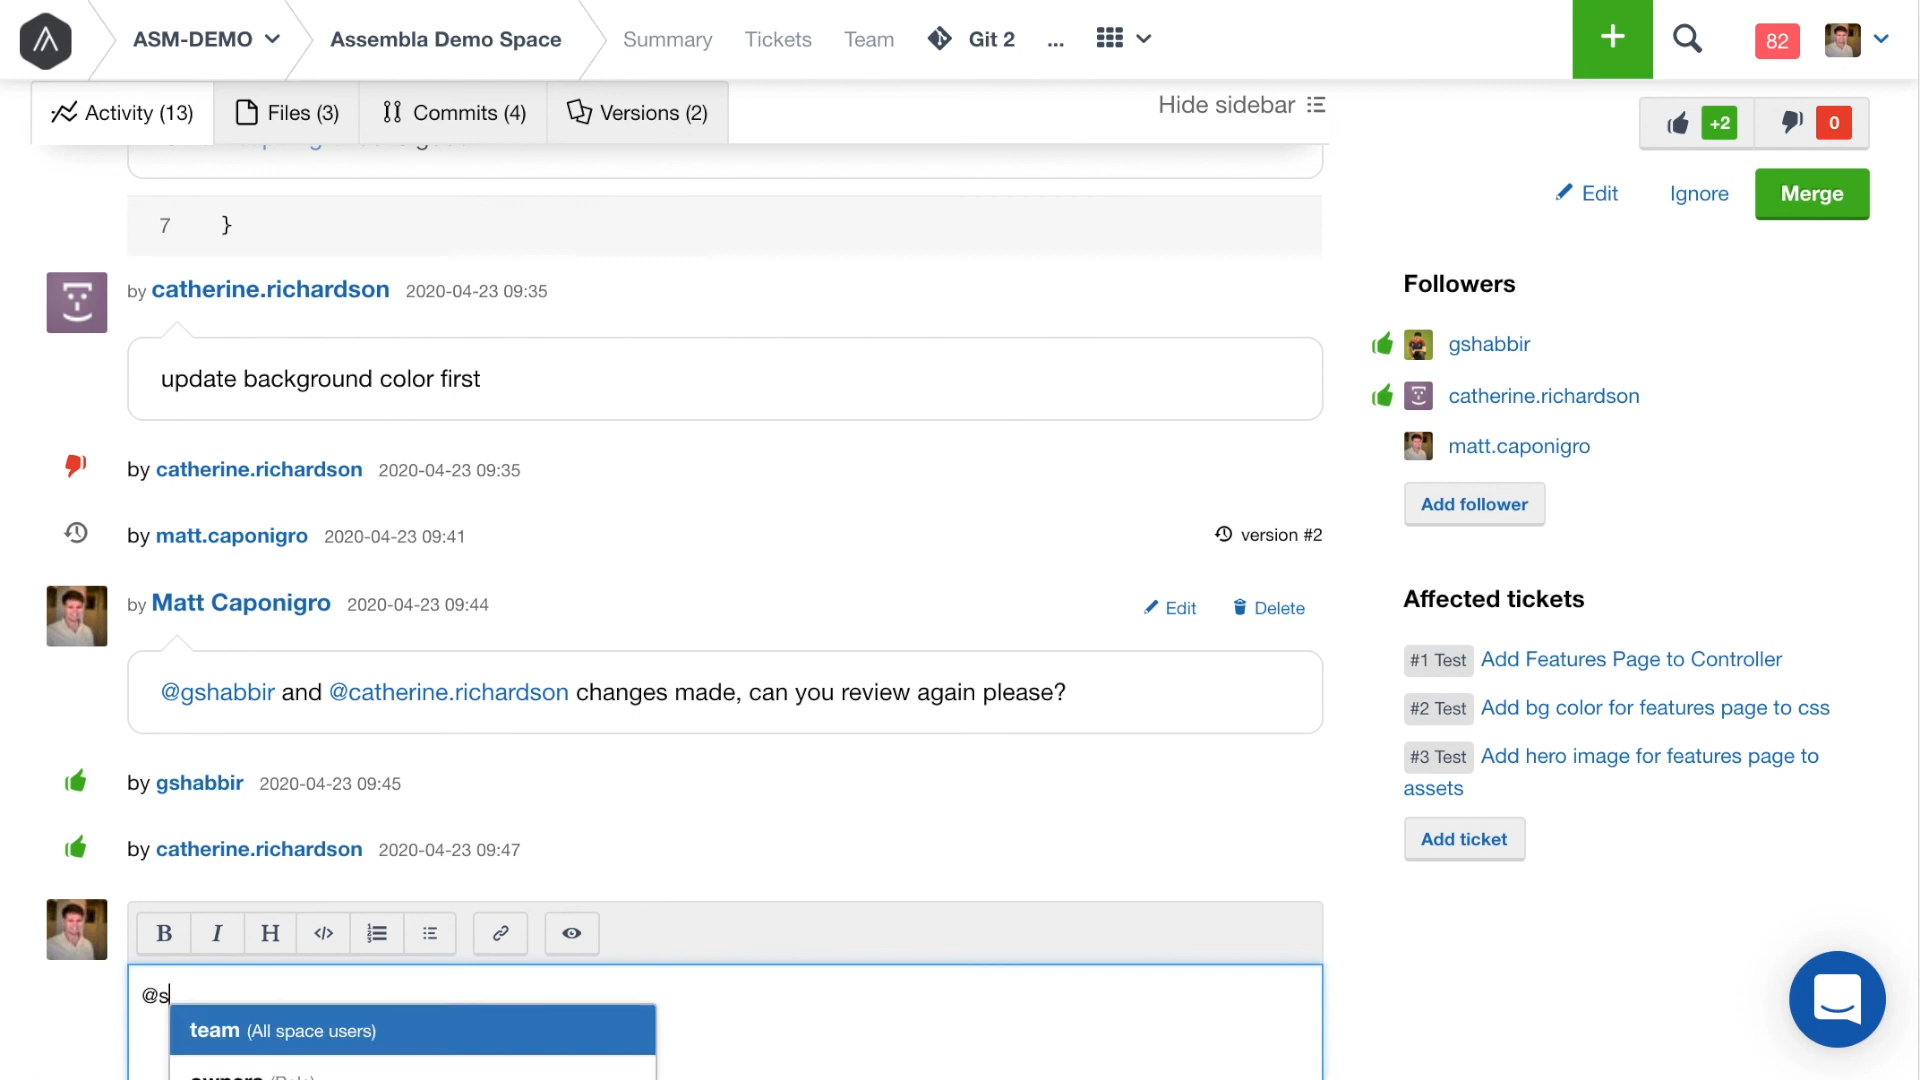 ASM-DEMO
Assembla Demo Space
Summary
Tickets
Team
Git 2
...
82
Activity (13)
Files (3)
Commits (4)
Versions (2)
Hide sidebar
+2
0
Edit
Ignore
Merge
7 }
by catherine.richardson 2020-04-23 09:35
update background color first
by catherine.richardson 2020-04-23 09:35
by matt.caponigro 2020-04-23 09:41
version #2
by Matt Caponigro 2020-04-23 09:44
Edit
Delete
@gshabbir and @catherine.richardson changes made, can you review again please?
by gshabbir 2020-04-23 09:45
by catherine.richardson 2020-04-23 09:47
B I H </>
@s
team (All space users)
Followers
gshabbir
catherine.richardson
matt.caponigro
Add follower
Affected tickets
#1 Test Add Features Page to Controller
#2 Test Add bg color for features page to css
#3 Test Add hero image for features page to
assets
Add ticket